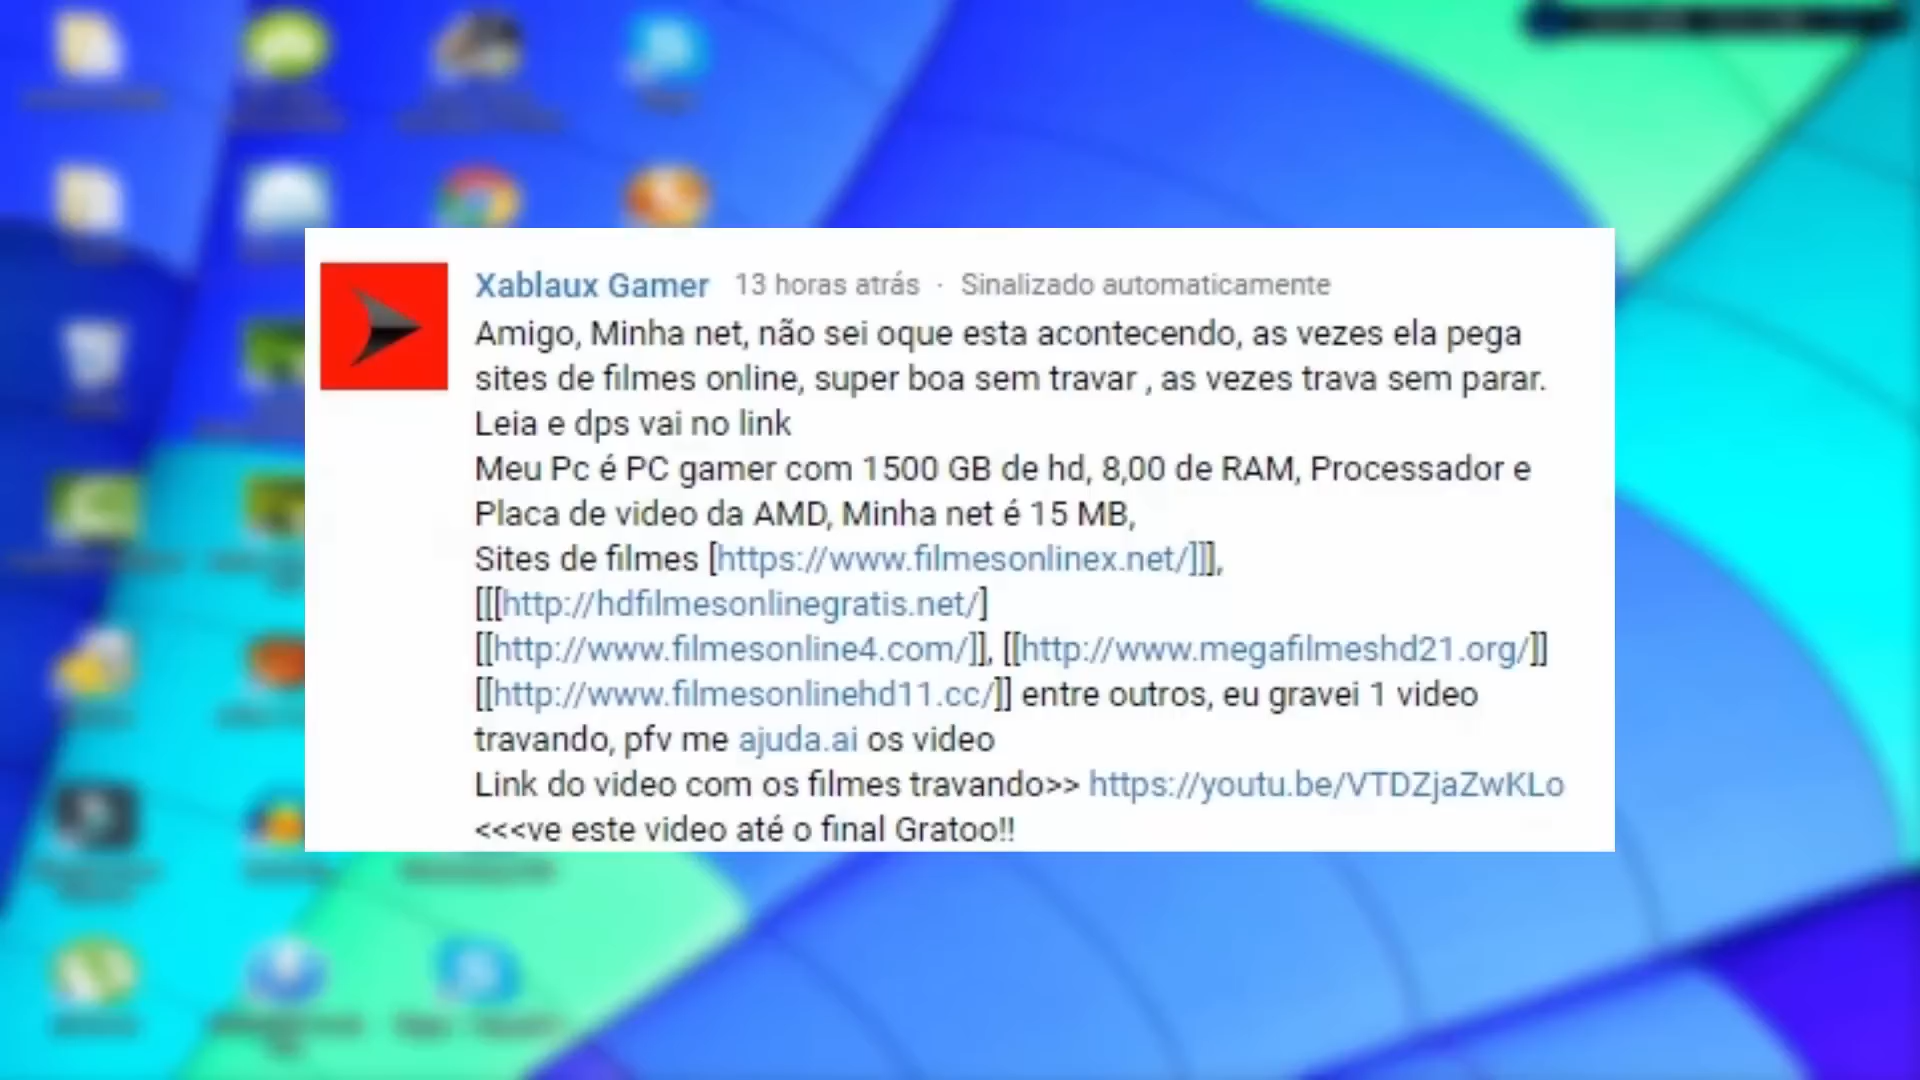 Xablaux Gamer 13 horas atrás · Sinalizado automaticamente
Amigo, Minha net, não sei oque esta acontecendo, as vezes ela pega
sites de filmes online, super boa sem travar , as vezes trava sem parar.
Leia e dps vai no link
Meu Pc é PC gamer com 1500 GB de hd, 8,00 de RAM, Processador e
Placa de video da AMD, Minha net é 15 MB,
Sites de filmes [https://www.filmesonlinex.net/]]],
[[[http://hdfilmesonlinegratis.net/]
[[http://www.filmesonline4.com/]], [[http://www.megafilmeshd21.org/]]
[[http://www.filmesonlinehd11.cc/]] entre outros, eu gravei 1 video
travando, pfv me ajuda.ai os video
Link do video com os filmes travando>> https://youtu.be/VTDZjaZwKLo
<<<ve este video até o final Gratoo!!